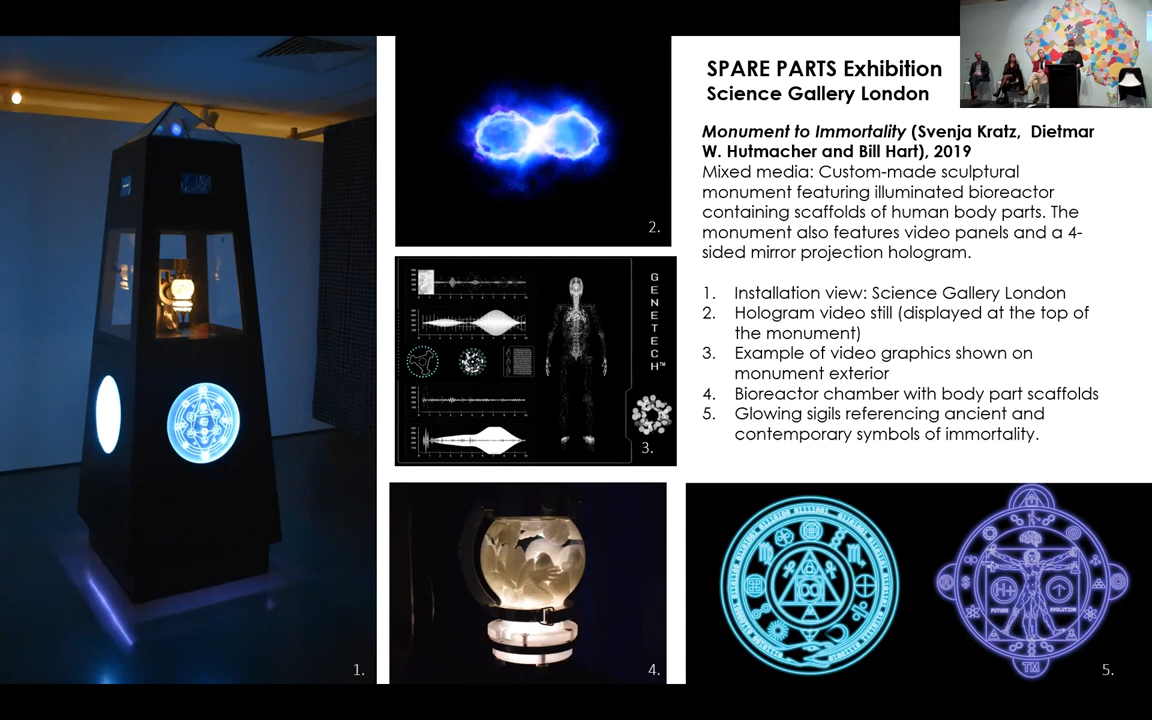 SPARE PARTS Exhibition
Science Gallery London
Monument to Immortality (Svenja Kratz, Dietmar
W. Hutmacher and Bill Hart), 2019
Mixed media: Custom-made sculptural
monument featuring illuminated bioreactor
containing scaffolds of human body parts. The
monument also features video panels and a 4-
sided mirror projection hologram.
1. Installation view: Science Gallery London
2. Hologram video still (displayed at the top of
the monument)
3. Example of video graphics shown on
monument exterior
4. Bioreactor chamber with body part scaffolds
5. Glowing sigils referencing ancient and
contemporary symbols of immortality.
1.
2.
GENETECH™
3.
4.
FUTURE
EVOLUTION
H+
TM
5.